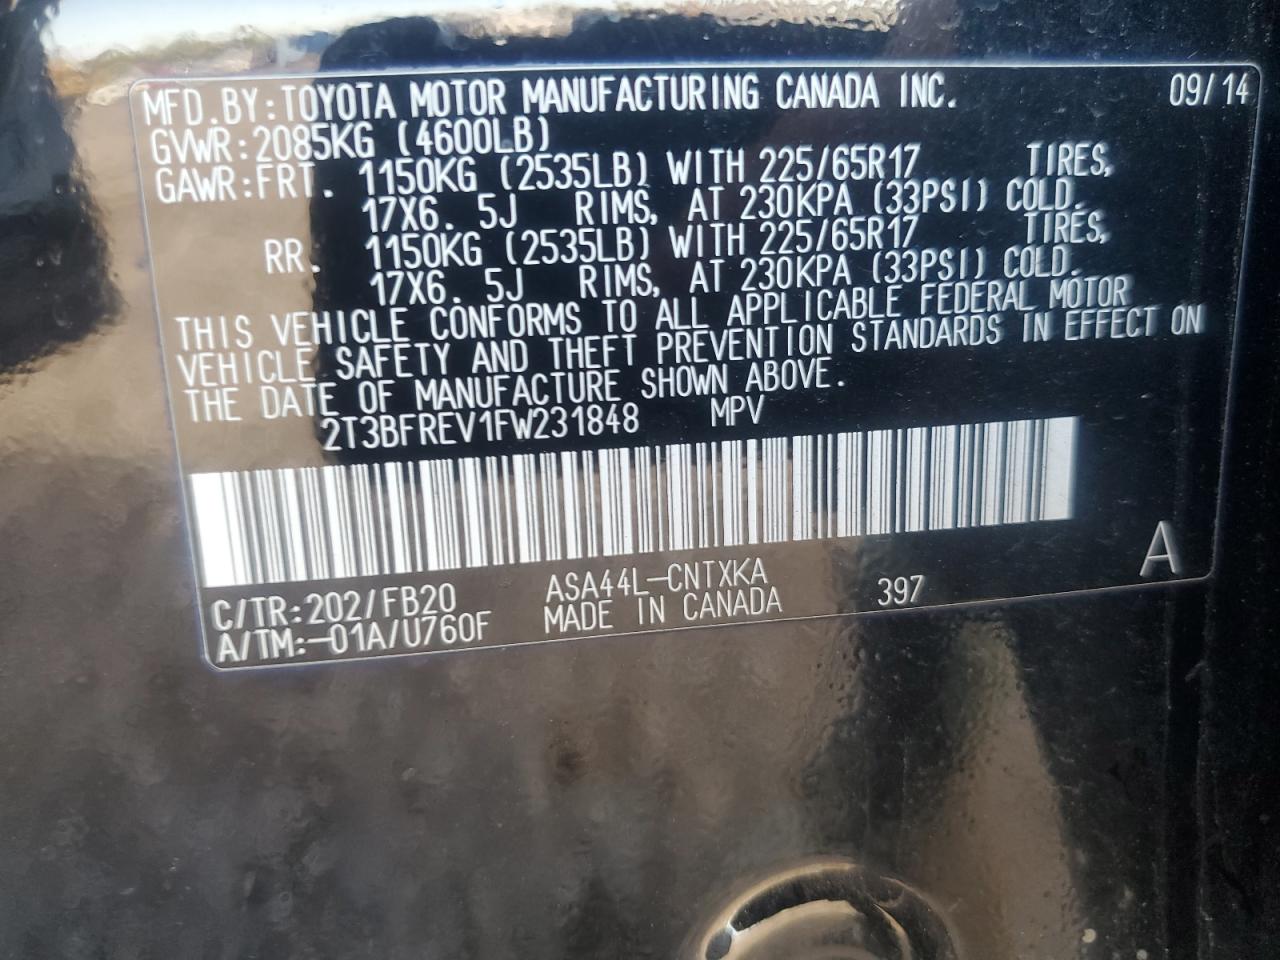 MFD.BY:TOYOTA MOTOR MANUFACTURING CANADA INC. 09/14
GVWR:2085KG (4600LB)
GAWR:FRT. 1150KG (2535LB) WITH 225/65R17 TIRES,
17X6. 5J RIMS, AT 230KPA (33PSI) COLD.
RR. 1150KG (2535LB) WITH 225/65R17 TIRES,
17X6. 5J RIMS, AT 230KPA (33PSI) COLD.
THIS VEHICLE CONFORMS TO ALL APPLICABLE FEDERAL MOTOR
VEHICLE SAFETY AND THEFT PREVENTION STANDARDS IN EFFECT ON
THE DATE OF MANUFACTURE SHOWN ABOVE.
2T3BFREV1FW231848 MPV
A
C/TR:202/FB20 ASA44L-CNTXKA 397
A/TM:-01A/U760F MADE IN CANADA